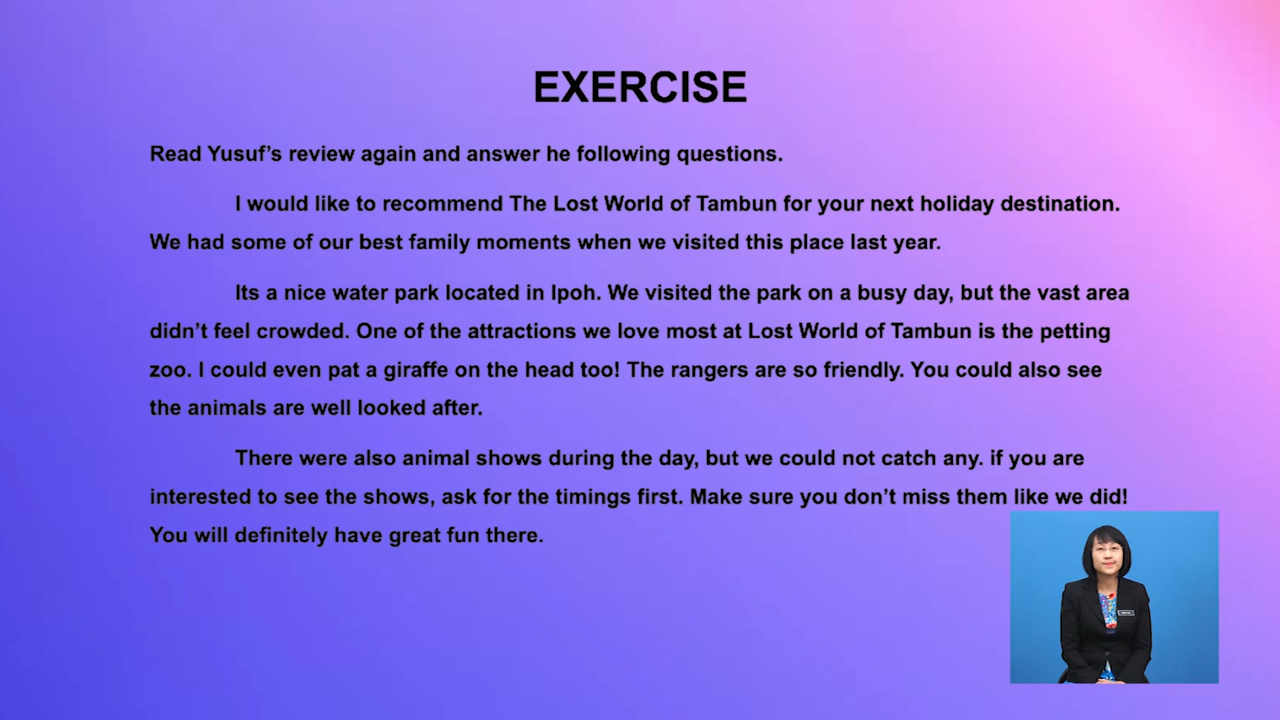 EXERCISE
Read Yusuf’s review again and answer he following questions.
I would like to recommend The Lost World of Tambun for your next holiday destination.
We had some of our best family moments when we visited this place last year.
Its a nice water park located in Ipoh. We visited the park on a busy day, but the vast area
didn’t feel crowded. One of the attractions we love most at Lost World of Tambun is the petting
zoo. I could even pat a giraffe on the head too! The rangers are so friendly. You could also see
the animals are well looked after.
There were also animal shows during the day, but we could not catch any. if you are
interested to see the shows, ask for the timings first. Make sure you don’t miss them like we did!
You will definitely have great fun there.